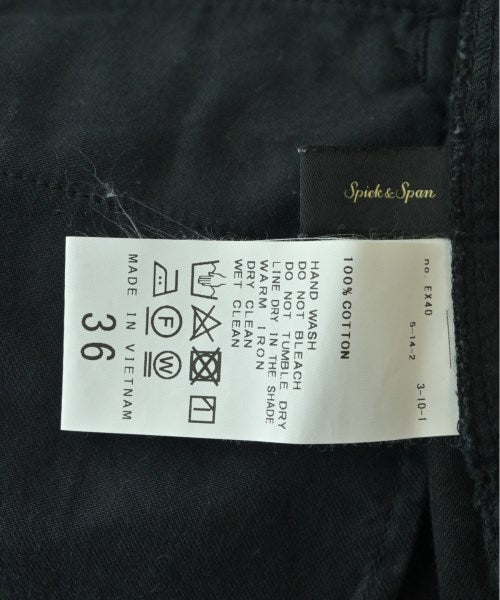 Spick & Span
no. EX40
5-14-2
3-10-1
100% COTTON
HAND WASH
DO NOT BLEACH
DO NOT TUMBLE DRY
LINE DRY IN THE SHADE
WARM IRON
DRY CLEAN
WET CLEAN
F
W
MADE IN VIETNAM
36